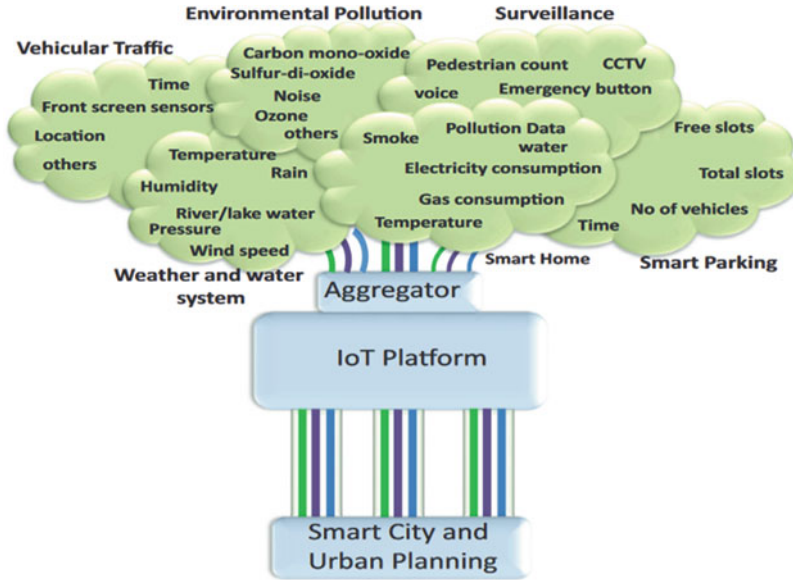 Environmental Pollution
Surveillance
Vehicular Traffic
Time
Front screen sensors
Location
others
Carbon mono-oxide
Sulfur-di-oxide
Noise
Ozone
others
Pedestrian count
CCTV
voice
Emergency button
Temperature
Rain
Humidity
River/lake water
Pressure
Wind speed
Weather and water
system
Smoke
Pollution Data
water
Electricity consumption
Gas consumption
Temperature
Smart Home
Free slots
Total slots
No of vehicles
Time
Smart Parking
Aggregator
IoT Platform
Smart City and
Urban Planning